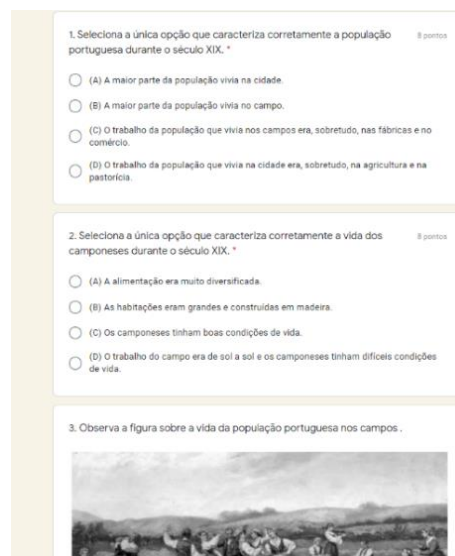 1. Seleciona a única opção que caracteriza corretamente a população
8 pontos
portuguesa durante o século XIX. *
(A) A maior parte da população vivia na cidade.
(B) A maior parte da população vivia no campo.
(C) O trabalho da população que vivia nos campos era, sobretudo, nas fábricas e no
comércio.
(D) O trabalho da população que vivia na cidade era, sobretudo, na agricultura e na
pastorícia.
2. Seleciona a única opção que caracteriza corretamente a vida dos
8 pontos
camponeses durante o século XIX. *
(A) A alimentação era muito diversificada.
(B) As habitações eram grandes e construídas em madeira.
(C) Os camponeses tinham boas condições de vida.
(D) O trabalho do campo era de sol a sol e os camponeses tinham difíceis condições
de vida.
3. Observa a figura sobre a vida da população portuguesa nos campos .